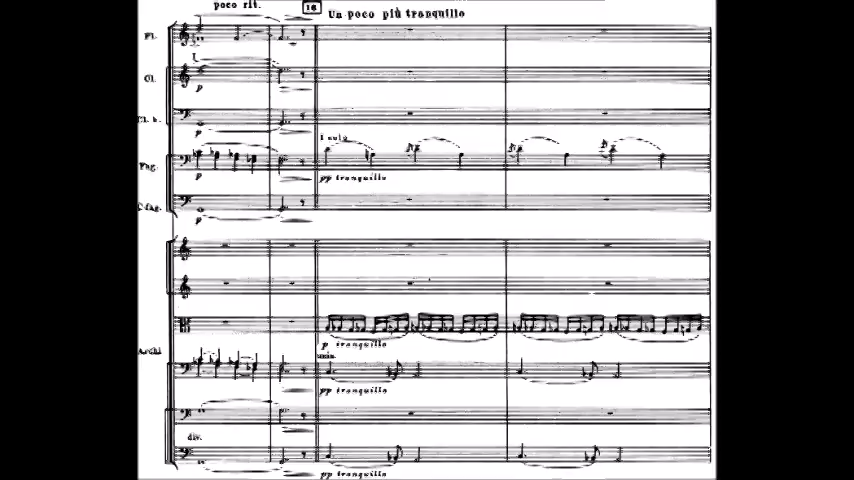 poco rit.
16
Un poco più tranquillo
Fl.
I.
Cl.
p
Cl. b.
p
1 solo
Fag.
p
pp tranquillo
C-fag.
p
p tranquillo
Archi
unis.
pp tranquillo
div.
pp tranquillo